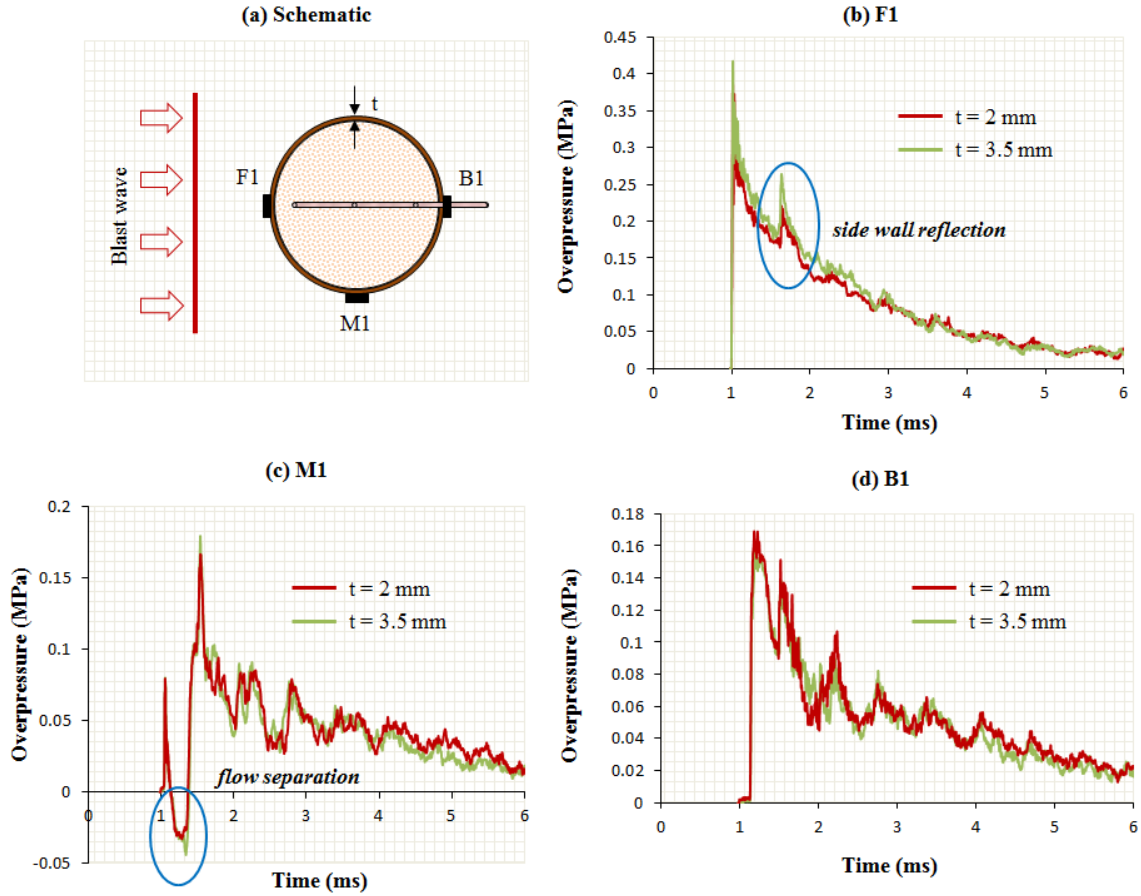 (a) Schematic
Blast wave
t
F1
B1
M1
(b) F1
Overpressure (MPa)
0.45
0.4
0.35
0.3
0.25
0.2
0.15
0.1
0.05
0
t = 2 mm
t = 3.5 mm
side wall reflection
0 1 2 3 4 5 6
Time (ms)
(c) M1
Overpressure (MPa)
0.2
0.15
0.1
0.05
0
-0.05
t = 2 mm
t = 3.5 mm
flow separation
0 1 2 3 4 5 6
Time (ms)
(d) B1
Overpressure (MPa)
0.18
0.16
0.14
0.12
0.1
0.08
0.06
0.04
0.02
0
t = 2 mm
t = 3.5 mm
0 1 2 3 4 5 6
Time (ms)